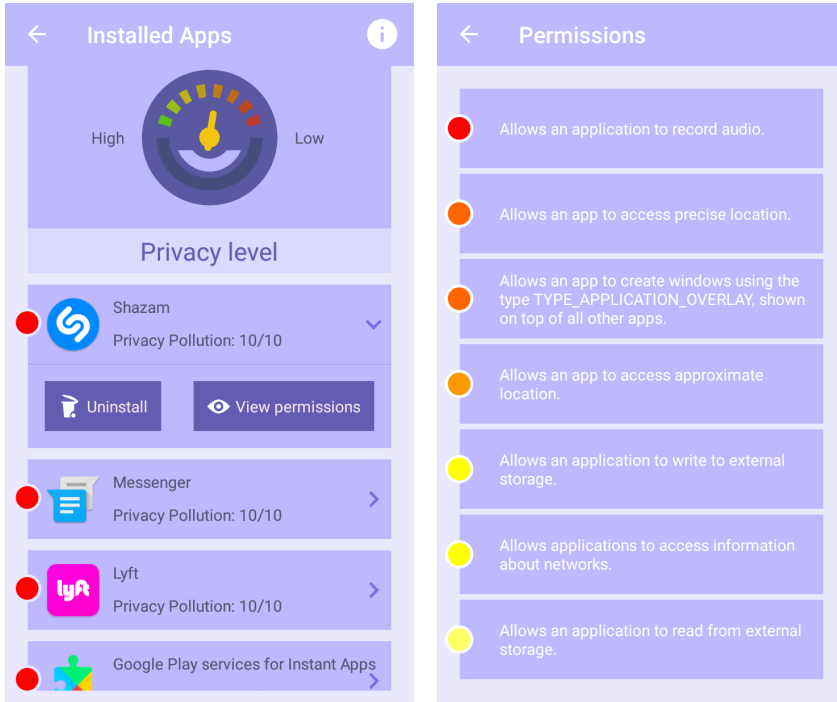 Installed Apps
i
High
Low
Privacy level
Shazam
Privacy Pollution: 10/10
Uninstall
View permissions
Messenger
Privacy Pollution: 10/10
lyft
Lyft
Privacy Pollution: 10/10
Google Play services for Instant Apps
Permissions
Allows an application to record audio.
Allows an app to access precise location.
Allows an app to create windows using the
type TYPE_APPLICATION_OVERLAY, shown
on top of all other apps.
Allows an app to access approximate
location.
Allows an application to write to external
storage.
Allows applications to access information
about networks.
Allows an application to read from external
storage.